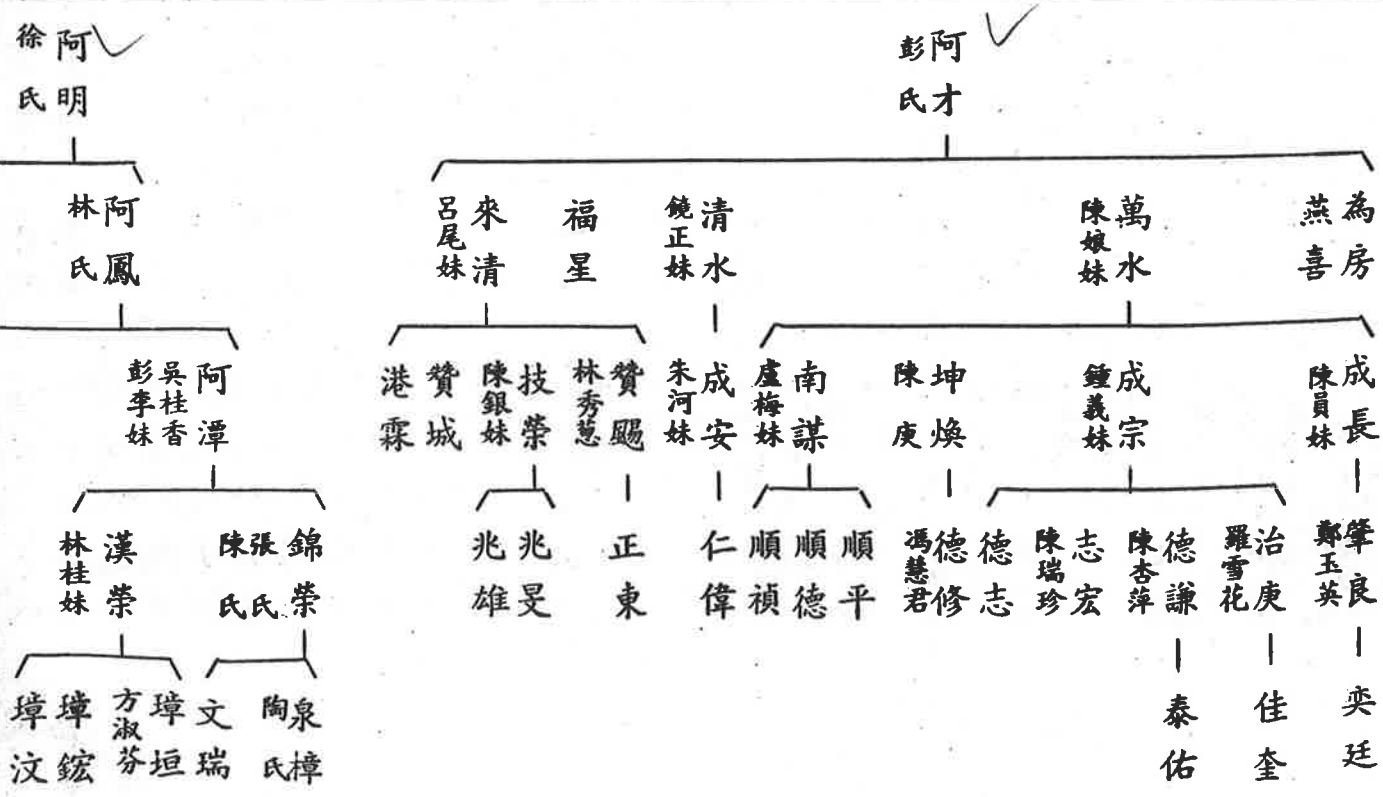 阿才
彭氏
阿明
徐氏
為房
燕喜
萬水
陳娘妹
清水
鐃正妹
福星
來清
呂尾妹
阿鳳
林氏
成長
陳員妹
成宗
鍾義妹
坤煥
陳庚
南謀
盧梅妹
成安
朱河妹
贊颺
林秀葱
技榮
陳銀妹
贊城
港霖
阿潭
吳桂香
彭李妹
肇良
鄭玉英
治庚
羅雪花
德謙
陳杏萍
志宏
陳瑞珍
德志
德修
馮慧君
順平
順德
順禎
仁偉
正東
兆旻
兆雄
錦榮
張氏
陳氏
漢榮
林桂妹
奕廷
佳奎
泰佑
泉樟
陶氏
文瑞
璋垣
方淑芬
璋鋐
璋汶